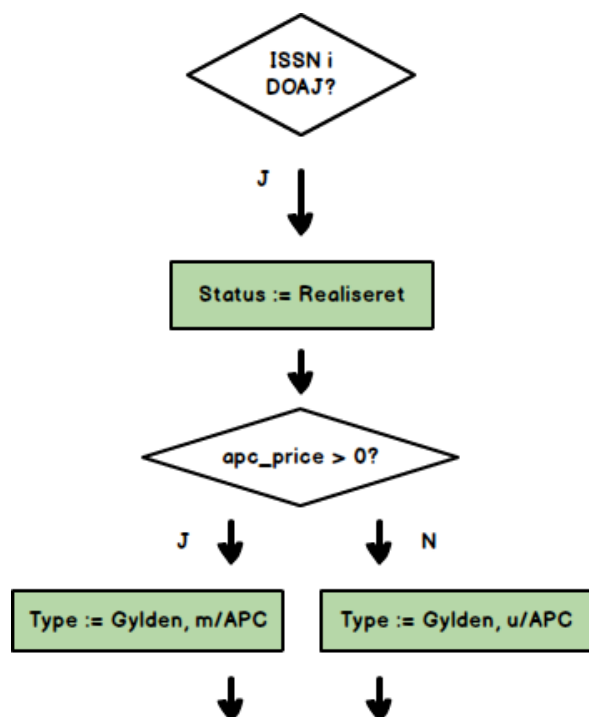 ISSN i
DOAJ?
J
Status := Realiseret
apc_price > 0?
J
N
Type := Gylden, m/APC
Type := Gylden, u/APC